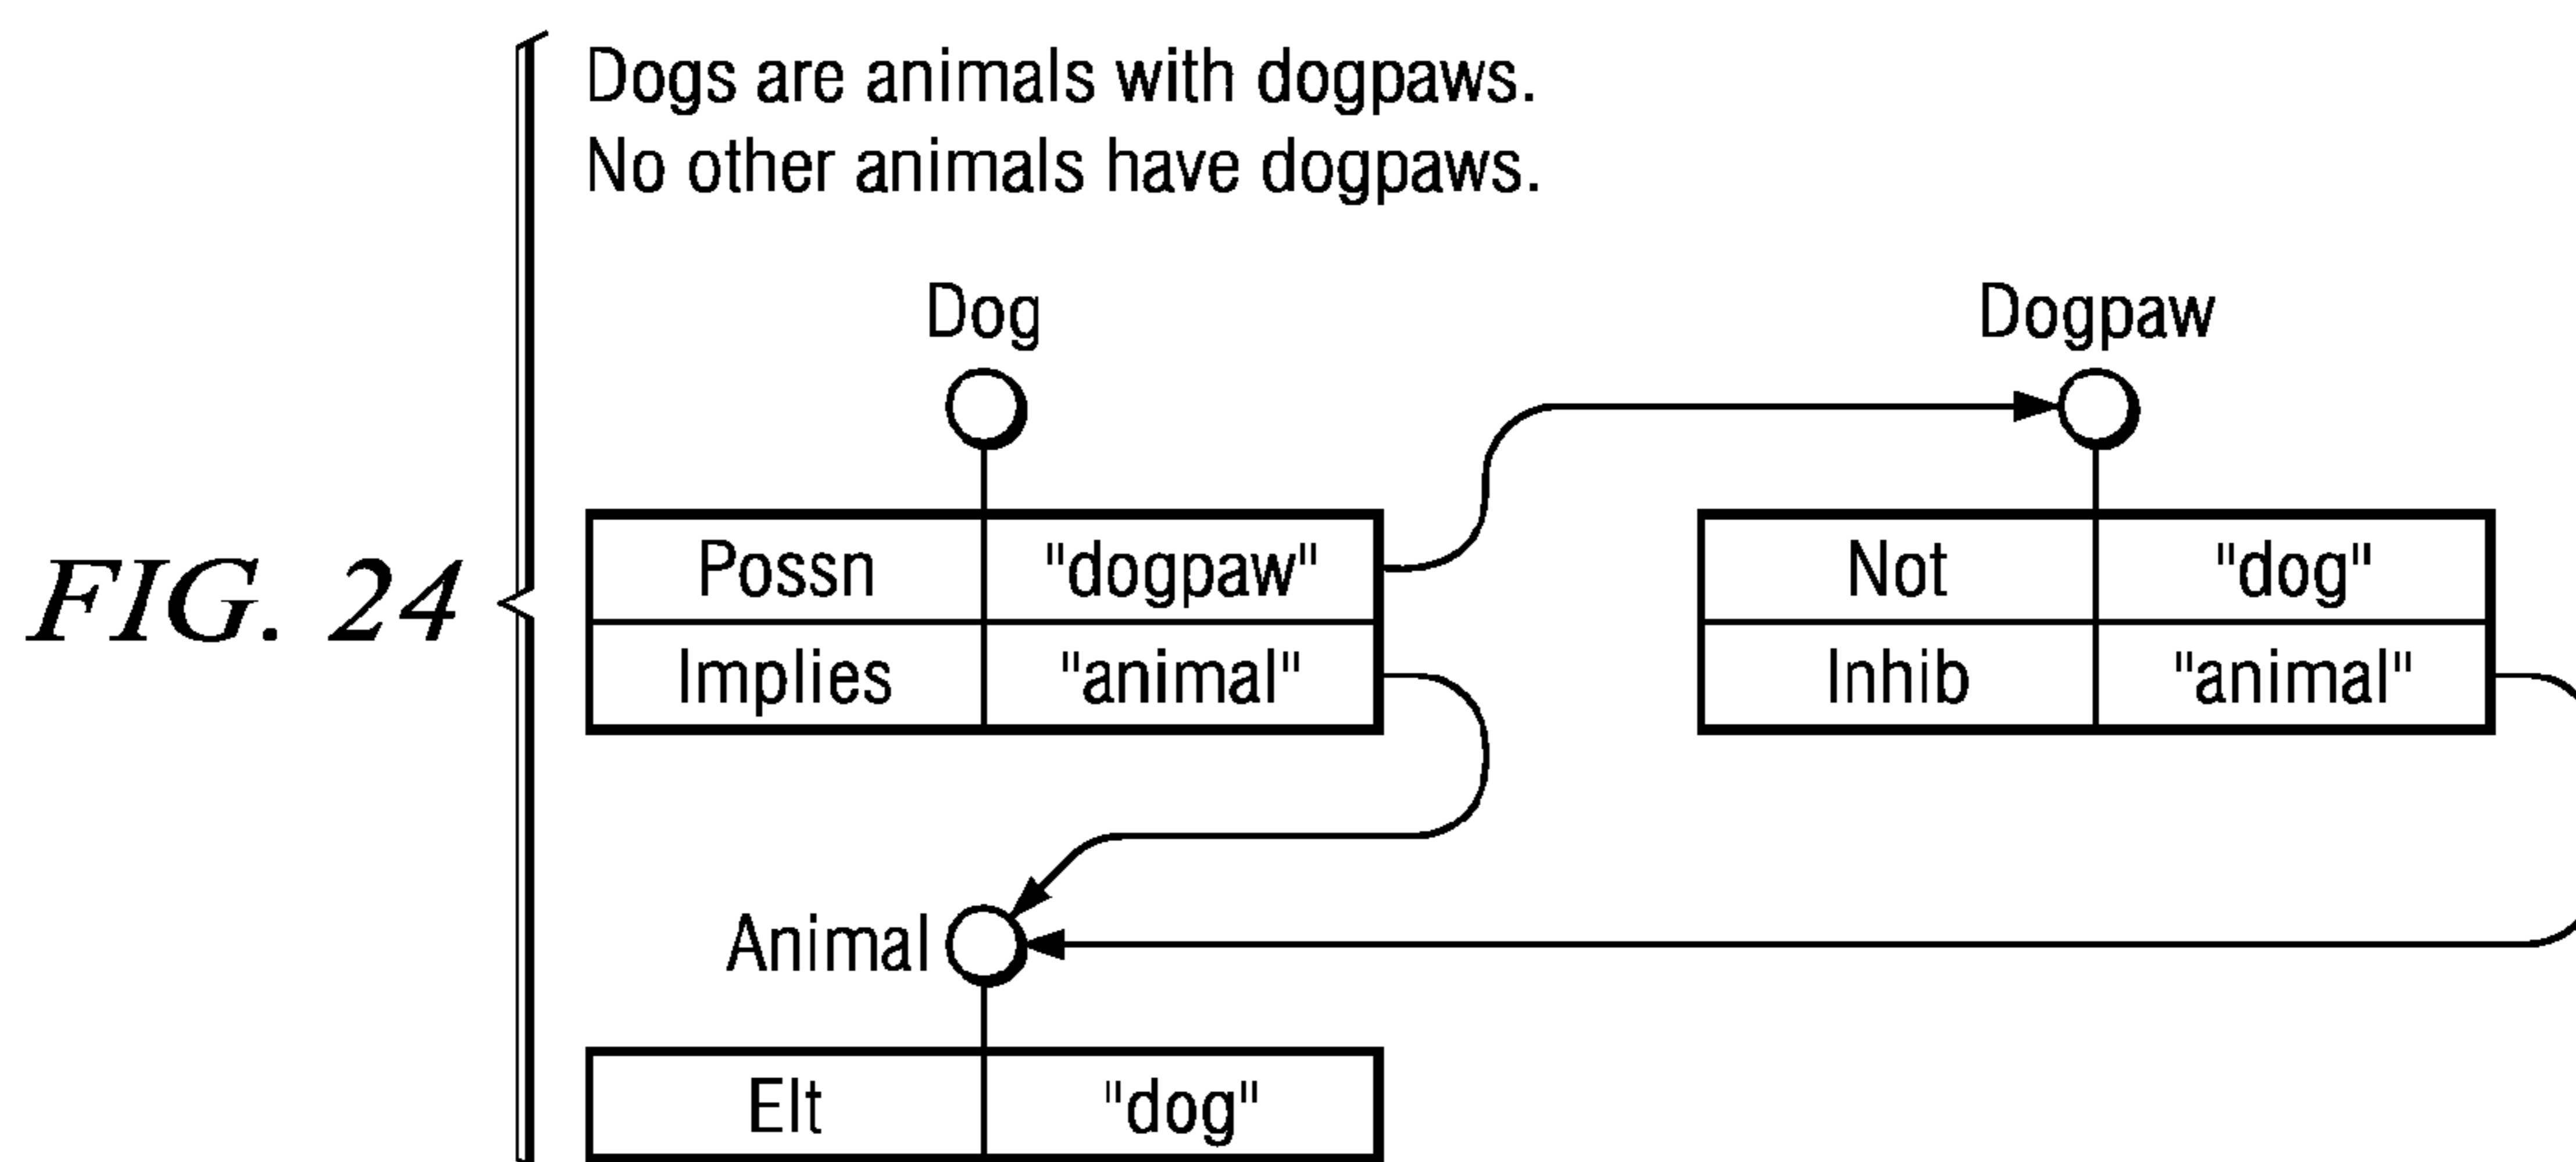 Dogs are animals with dogpaws.
No other animals have dogpaws.
Dog
Dogpaw
FIG. 24
Possn "dogpaw"
Implies "animal"
Not "dog"
Inhib "animal"
Animal
Elt "dog"